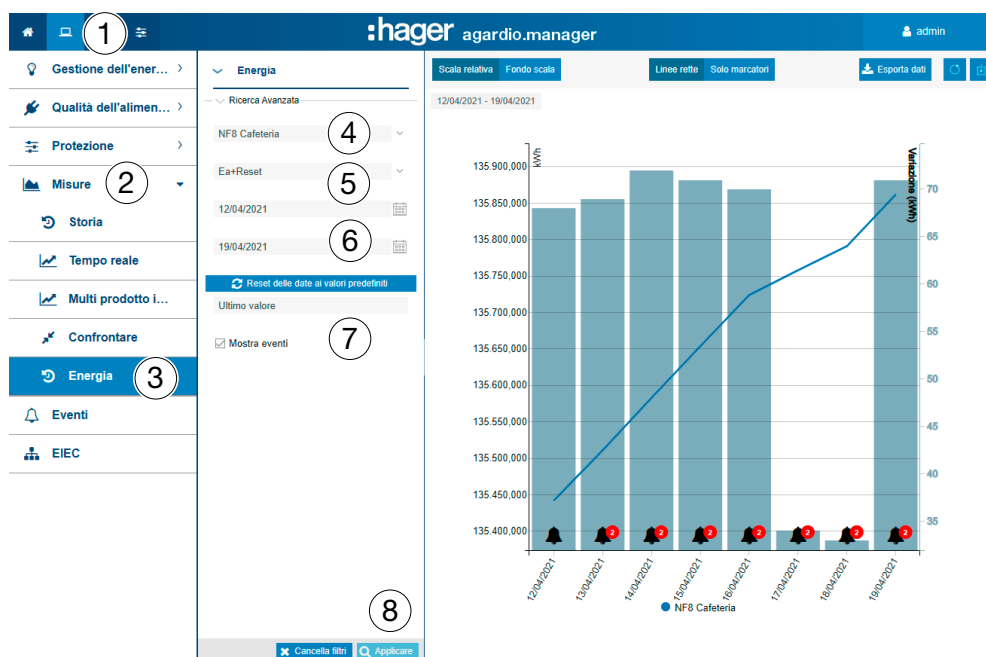 1
:hager agardio.manager
admin
Gestione dell'ener...
Qualità dell'alimen...
Protezione
Misure
2
Storia
Tempo reale
Multi prodotto i...
Confrontare
Energia
3
Eventi
EIEC
Energia
Ricerca Avanzata
NF8 Cafeteria
4
Ea+Reset
5
12/04/2021
19/04/2021
6
Reset delle date ai valori predefiniti
Ultimo valore
Mostra eventi
7
8
Cancella filtri
Applicare
Scala relativa Fondo scala
Linee rette Solo marcatori
Esporta dati
12/04/2021 - 19/04/2021
kWh
135.900,000
135.850,000
135.800,000
135.750,000
135.700,000
135.650,000
135.600,000
135.550,000
135.500,000
135.450,000
135.400,000
Variazione (kWh)
70
65
60
55
50
45
40
35
2 2 2 2 2 2 2
12/04/2021
13/04/2021
14/04/2021
15/04/2021
16/04/2021
17/04/2021
18/04/2021
19/04/2021
NF8 Cafeteria